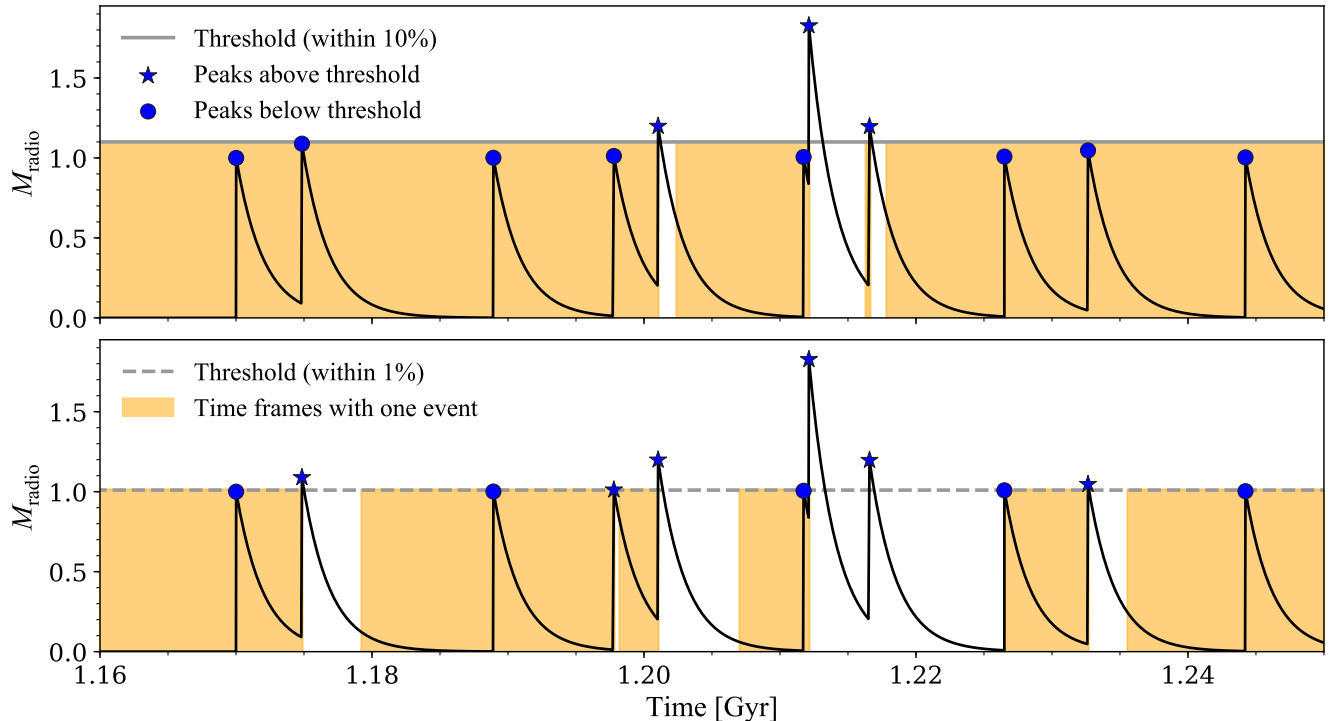 Threshold (within 10%)
Peaks above threshold
Peaks below threshold
M_radio
1.5
1.0
0.5
0.0
Threshold (within 1%)
Time frames with one event
M_radio
1.5
1.0
0.5
0.0
1.16 1.18 1.20 1.22 1.24
Time [Gyr]